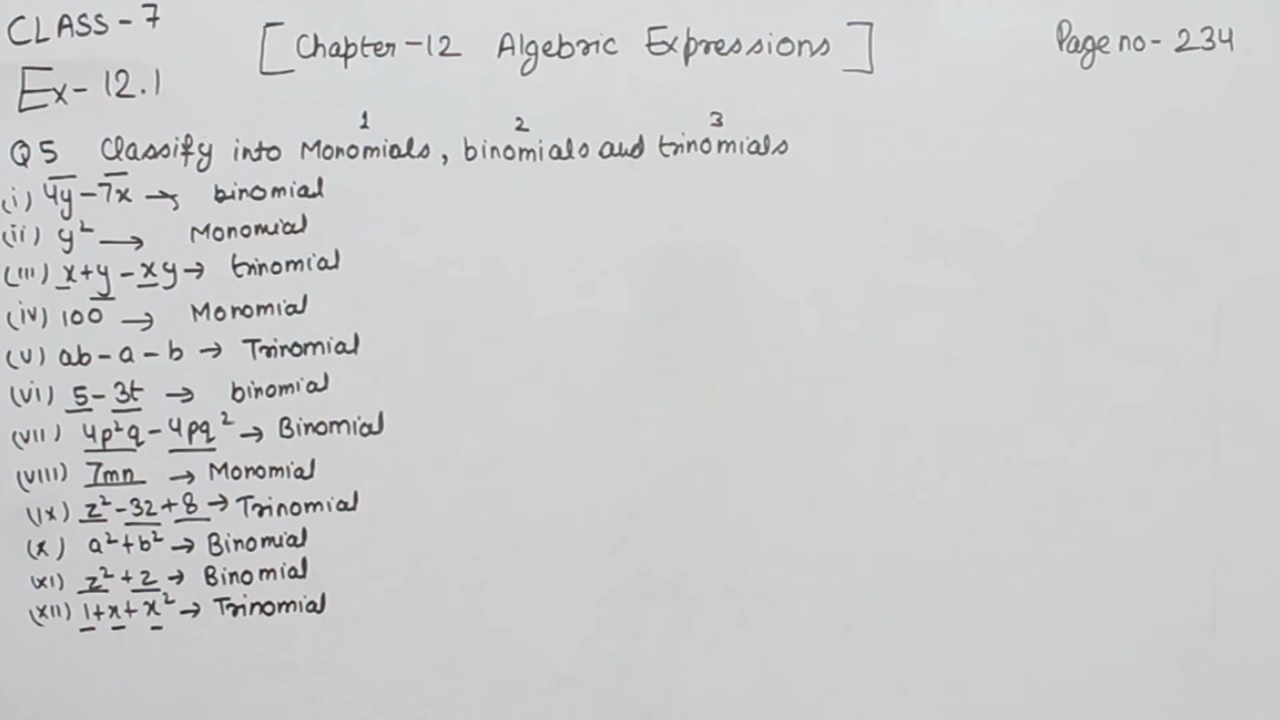 CLASS - 7
[Chapter-12 Algebric Expressions]
Page no - 234
Ex- 12.1
1 2 3
Q5 Classify into Monomials, binomials and trinomials
(i) 4y-7x → binomial
(ii) y² → Monomial
(iii) x+y-xy → trinomial
(iv) 100 → Monomial
(v) ab-a-b → Trinomial
(vi) 5-3t → binomial
(vii) 4p²q-4pq² → Binomial
(viii) 7mn → Monomial
(ix) z²-3z+8 → Trinomial
(x) a²+b² → Binomial
(xi) z²+z → Binomial
(xii) 1+x+x² → Trinomial